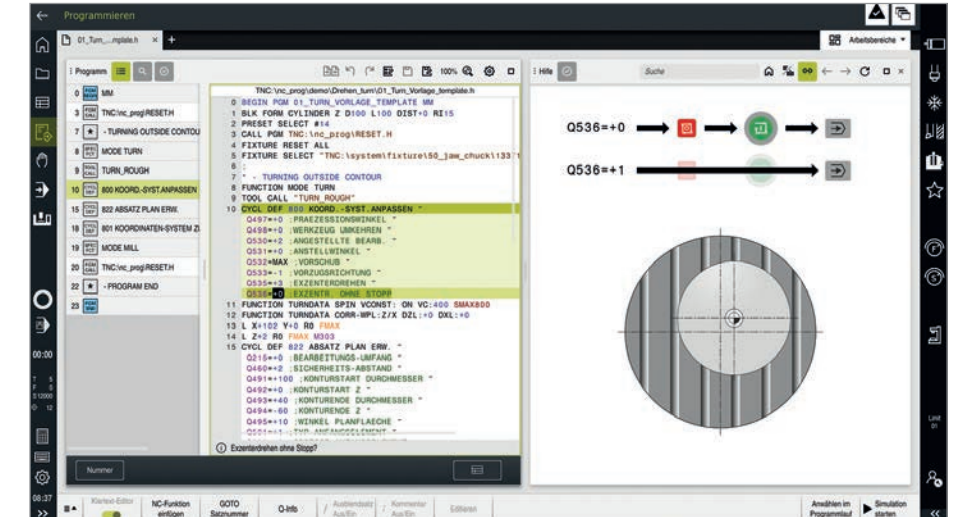 Programmieren
01_Turn_...mplate.h × +
Arbeitsbereiche
Programm
100%
Hilfe
Suche
TNC:\nc_prog\demo\Drehen_turn\01_Turn_Vorlage_template.h
0 MM
3 TNC:\nc_prog\RESET.H
7 * - TURNING OUTSIDE CONTOU
8 MODE TURN
9 TURN_ROUGH
10 800 KOORD.-SYST.ANPASSEN
15 822 ABSATZ PLAN ERW.
18 801 KOORDINATEN-SYSTEM Z
19 MODE MILL
20 TNC:\nc_prog\RESET.H
22 * - PROGRAM END
23
0 BEGIN PGM 01_TURN_VORLAGE_TEMPLATE MM
1 BLK FORM CYLINDER Z D100 L100 DIST+0 RI15
2 PRESET SELECT #14
3 CALL PGM TNC:\nc_prog\RESET.H
4 FIXTURE RESET ALL
5 FIXTURE SELECT "TNC:\system\fixture\50_jaw_chuck\133
6 ;
7 * - TURNING OUTSIDE CONTOUR
8 FUNCTION MODE TURN
9 TOOL CALL "TURN_ROUGH"
10 CYCL DEF 800 KOORD.-SYST.ANPASSEN ~
Q497=+0 ;PRAEZESSIONSWINKEL ~
Q498=+0 ;WERKZEUG UMKEHREN ~
Q530=+2 ;ANGESTELLTE BEARB. ~
Q531=+0 ;ANSTELLWINKEL ~
Q532=MAX ;VORSCHUB ~
Q533=-1 ;VORZUGSRICHTUNG ~
Q535=+3 ;EXZENTERDREHEN ~
Q536=+0 ;EXZENTR. OHNE STOPP
11 FUNCTION TURNDATA SPIN VCONST: ON VC:400 SMAX800
12 FUNCTION TURNDATA CORR-WPL:Z/X DZL:+0 DXL:+0
13 L X+102 Y+0 R0 FMAX
14 L Z+2 R0 FMAX M303
15 CYCL DEF 822 ABSATZ PLAN ERW. ~
Q215=+0 ;BEARBEITUNGS-UMFANG ~
Q460=+2 ;SICHERHEITS-ABSTAND ~
Q491=+100 ;KONTURSTART DURCHMESSER ~
Q492=+0 ;KONTURSTART Z ~
Q493=+40 ;KONTURENDE DURCHMESSER ~
Q494=-60 ;KONTURENDE Z ~
Q495=+10 ;WINKEL PLANFLAECHE ~
Exzenterdrehen ohne Stopp?
Q536=+0
Q536=+1
Nummer
00:00
T 5
F 0
S 12000
12
08:37
LIMIT
Klartext-Editor
NC-Funktion einfügen
GOTO Satznummer
Q-Info
Ausblendsatz Aus/Ein
Kommentar Aus/Ein
Editieren
Anwählen im Programmlauf
Simulation starten